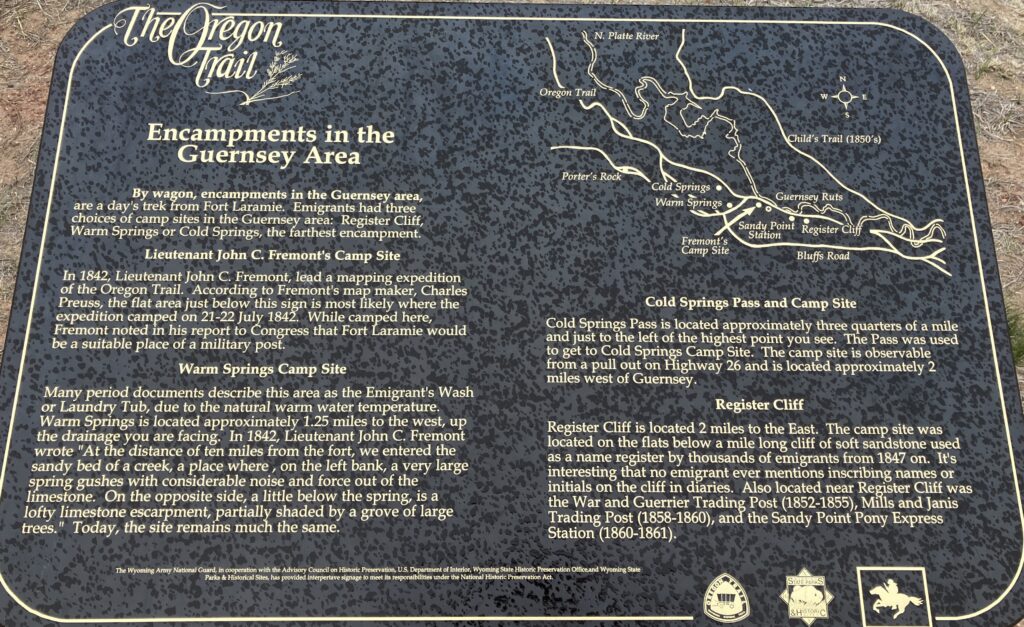 The Oregon
Trail
Encampments in the
Guernsey Area
By wagon, encampments in the Guernsey area,
are a day's trek from Fort Laramie. Emigrants had three
choices of camp sites in the Guernsey area: Register Cliff,
Warm Springs or Cold Springs, the farthest encampment.
Lieutenant John C. Fremont's Camp Site
In 1842, Lieutenant John C. Fremont, lead a mapping expedition
of the Oregon Trail. According to Fremont's map maker, Charles
Preuss, the flat area just below this sign is most likely where the
expedition camped on 21-22 July 1842. While camped here,
Fremont noted in his report to Congress that Fort Laramie would
be a suitable place of a military post.
Warm Springs Camp Site
Many period documents describe this area as the Emigrant's Wash
or Laundry Tub, due to the natural warm water temperature.
Warm Springs is located approximately 1.25 miles to the west, up
the drainage you are facing. In 1842, Lieutenant John C. Fremont
wrote "At the distance of ten miles from the fort, we entered the
sandy bed of a creek, a place where , on the left bank, a very large
spring gushes with considerable noise and force out of the
limestone. On the opposite side, a little below the spring, is a
lofty limestone escarpment, partially shaded by a grove of large
trees." Today, the site remains much the same.
N. Platte River
Oregon Trail
N
W E
S
Child's Trail (1850's)
Porter's Rock
Cold Springs
Warm Springs
Guernsey Ruts
Sandy Point
Station
Register Cliff
Fremont's
Camp Site
Bluffs Road
Cold Springs Pass and Camp Site
Cold Springs Pass is located approximately three quarters of a mile
and just to the left of the highest point you see. The Pass was used
to get to Cold Springs Camp Site. The camp site is observable
from a pull out on Highway 26 and is located approximately 2
miles west of Guernsey.
Register Cliff
Register Cliff is located 2 miles to the East. The camp site was
located on the flats below a mile long cliff of soft sandstone used
as a name register by thousands of emigrants from 1847 on. It's
interesting that no emigrant ever mentions inscribing names or
initials on the cliff in diaries. Also located near Register Cliff was
the War and Guerrier Trading Post (1852-1855), Mills and Janis
Trading Post (1858-1860), and the Sandy Point Pony Express
Station (1860-1861).
The Wyoming Army National Guard, in cooperation with the Advisory Council on Historic Preservation, U.S. Department of Interior, Wyoming State Historic Preservation Office,and Wyoming State
Parks & Historical Sites, has provided interpertave signage to meet its responsibilities under the National Historic Preservation Act.
State Parks
& Historic